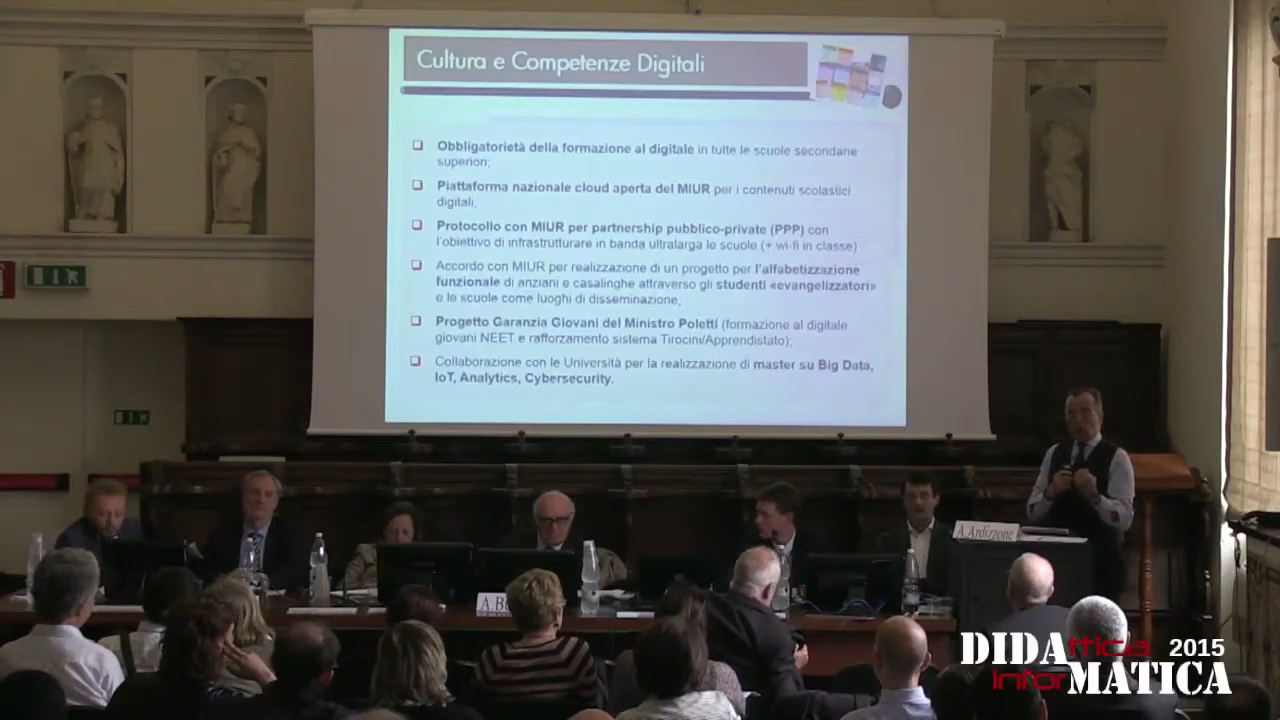 Cultura e Competenze Digitali
Obbligatorietà della formazione al digitale in tutte le scuole secondarie
superiori;
Piattaforma nazionale cloud aperta del MIUR per i contenuti scolastici
digitali;
Protocollo con MIUR per partnership pubblico-private (PPP) con
l'obiettivo di infrastrutturare in banda ultralarga le scuole (+ wi-fi in classe)
Accordo con MIUR per realizzazione di un progetto per l'alfabetizzazione
funzionale di anziani e casalinghe attraverso gli studenti «evangelizzatori»
e le scuole come luoghi di disseminazione;
Progetto Garanzia Giovani del Ministro Poletti (formazione al digitale
giovani NEET e rafforzamento sistema Tirocini/Apprendistato);
Collaborazione con le Università per la realizzazione di master su Big Data,
IoT, Analytics, Cybersecurity.
A.Ardizzone
A.
DIDAttica 2015
inforMATICA